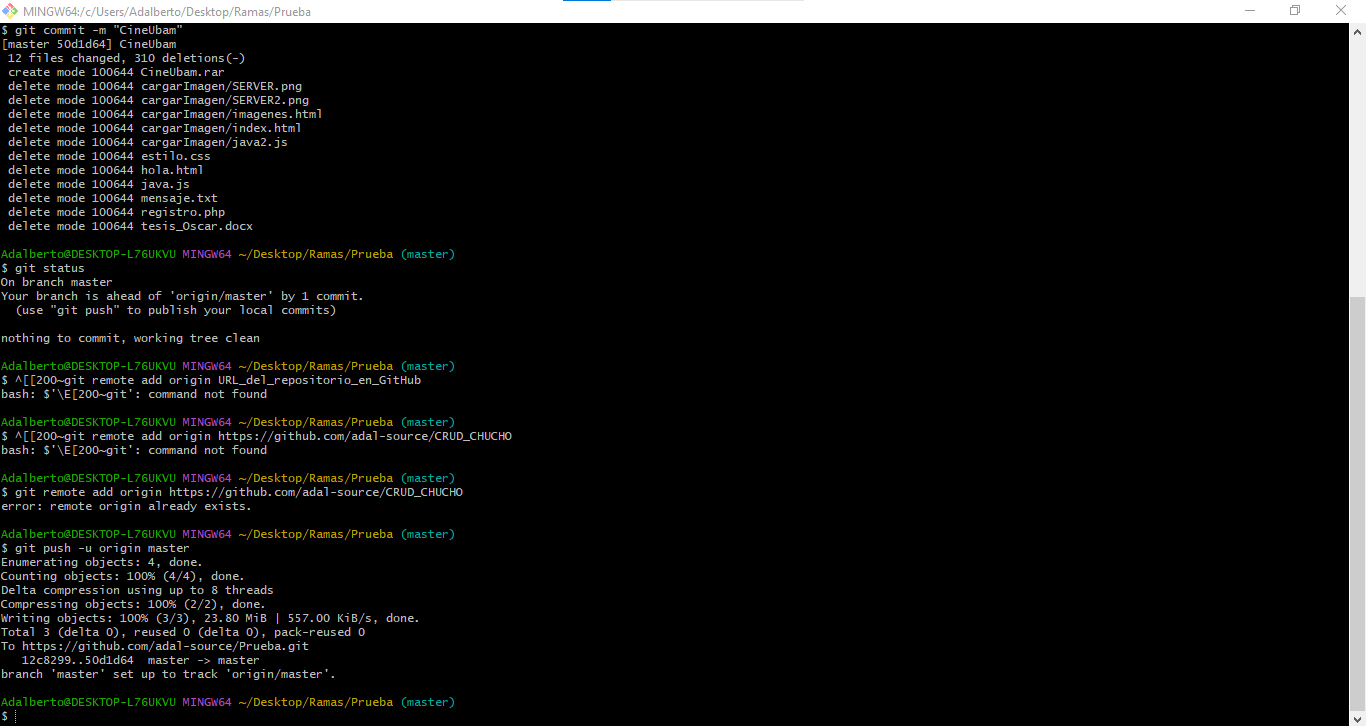 MINGW64:/c/Users/Adalberto/Desktop/Ramas/Prueba
$ git commit -m "CineUbam"
[master 50d1d64] CineUbam
 12 files changed, 310 deletions(-)
 create mode 100644 CineUbam.rar
 delete mode 100644 cargarImagen/SERVER.png
 delete mode 100644 cargarImagen/SERVER2.png
 delete mode 100644 cargarImagen/imagenes.html
 delete mode 100644 cargarImagen/index.html
 delete mode 100644 cargarImagen/java2.js
 delete mode 100644 estilo.css
 delete mode 100644 hola.html
 delete mode 100644 java.js
 delete mode 100644 mensaje.txt
 delete mode 100644 registro.php
 delete mode 100644 tesis_Oscar.docx
Adalberto@DESKTOP-L76UKVU MINGW64 ~/Desktop/Ramas/Prueba (master)
$ git status
On branch master
Your branch is ahead of 'origin/master' by 1 commit.
  (use "git push" to publish your local commits)
nothing to commit, working tree clean
Adalberto@DESKTOP-L76UKVU MINGW64 ~/Desktop/Ramas/Prueba (master)
$ ^[[200~git remote add origin URL_del_repositorio_en_GitHub
bash: $'\E[200~git': command not found
Adalberto@DESKTOP-L76UKVU MINGW64 ~/Desktop/Ramas/Prueba (master)
$ ^[[200~git remote add origin https://github.com/adal-source/CRUD_CHUCHO
bash: $'\E[200~git': command not found
Adalberto@DESKTOP-L76UKVU MINGW64 ~/Desktop/Ramas/Prueba (master)
$ git remote add origin https://github.com/adal-source/CRUD_CHUCHO
error: remote origin already exists.
Adalberto@DESKTOP-L76UKVU MINGW64 ~/Desktop/Ramas/Prueba (master)
$ git push -u origin master
Enumerating objects: 4, done.
Counting objects: 100% (4/4), done.
Delta compression using up to 8 threads
Compressing objects: 100% (2/2), done.
Writing objects: 100% (3/3), 23.80 MiB | 557.00 KiB/s, done.
Total 3 (delta 0), reused 0 (delta 0), pack-reused 0
To https://github.com/adal-source/Prueba.git
   12c8299..50d1d64  master -> master
branch 'master' set up to track 'origin/master'.
Adalberto@DESKTOP-L76UKVU MINGW64 ~/Desktop/Ramas/Prueba (master)
$